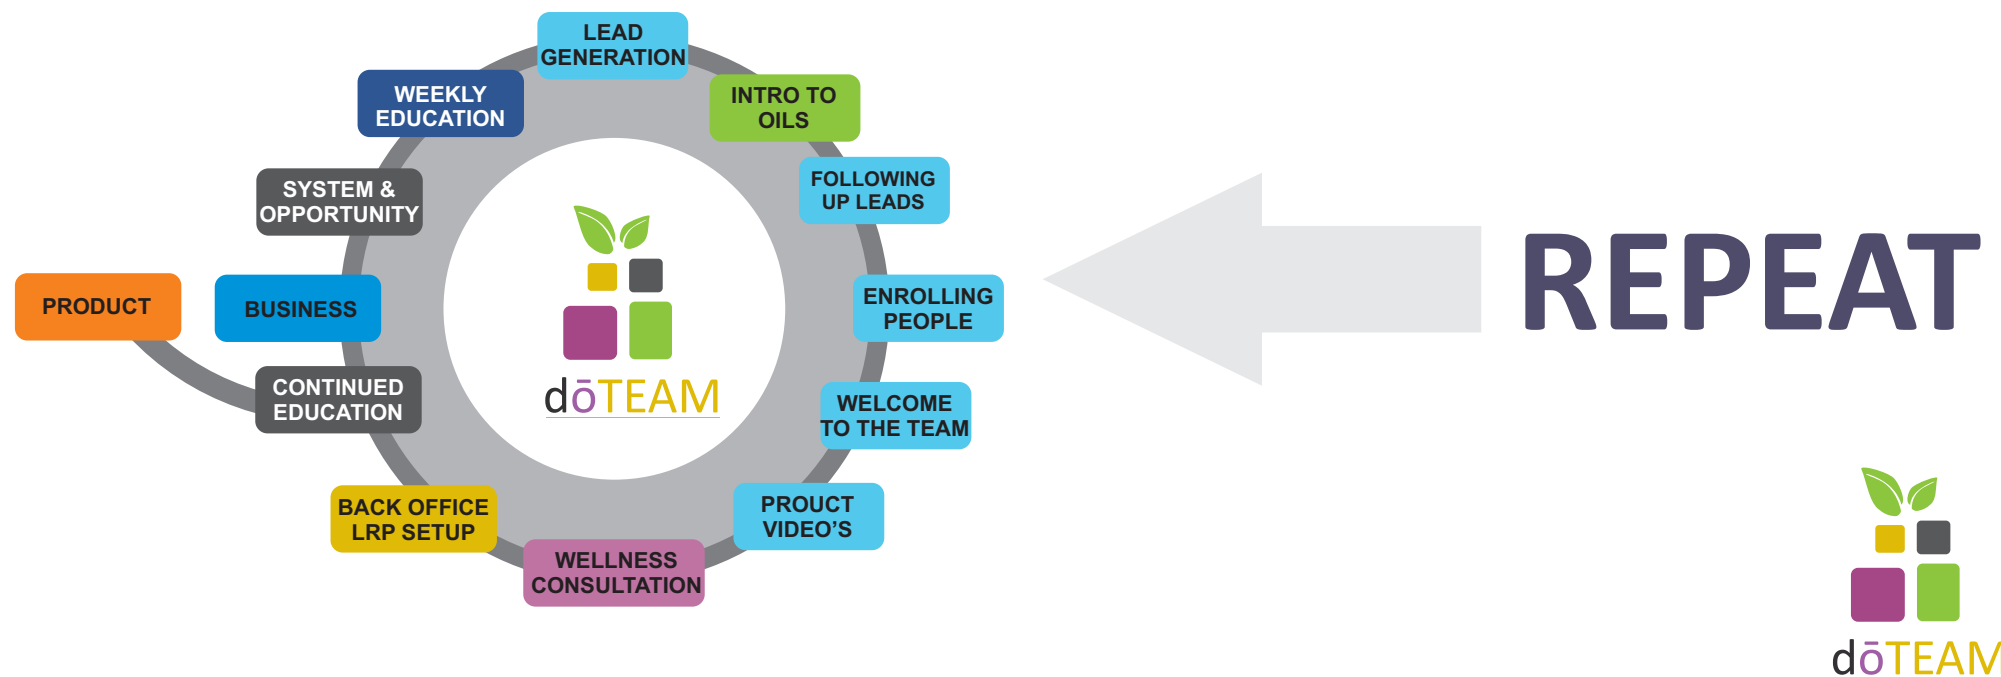 LEAD
GENERATION
INTRO TO
OILS
FOLLOWING
UP LEADS
ENROLLING
PEOPLE
WELCOME
TO THE TEAM
PROUCT
VIDEO’S
WELLNESS
CONSULTATION
BACK OFFICE
LRP SETUP
CONTINUED
EDUCATION
PRODUCT
BUSINESS
SYSTEM &
OPPORTUNITY
WEEKLY
EDUCATION
dōTEAM
REPEAT
dōTEAM